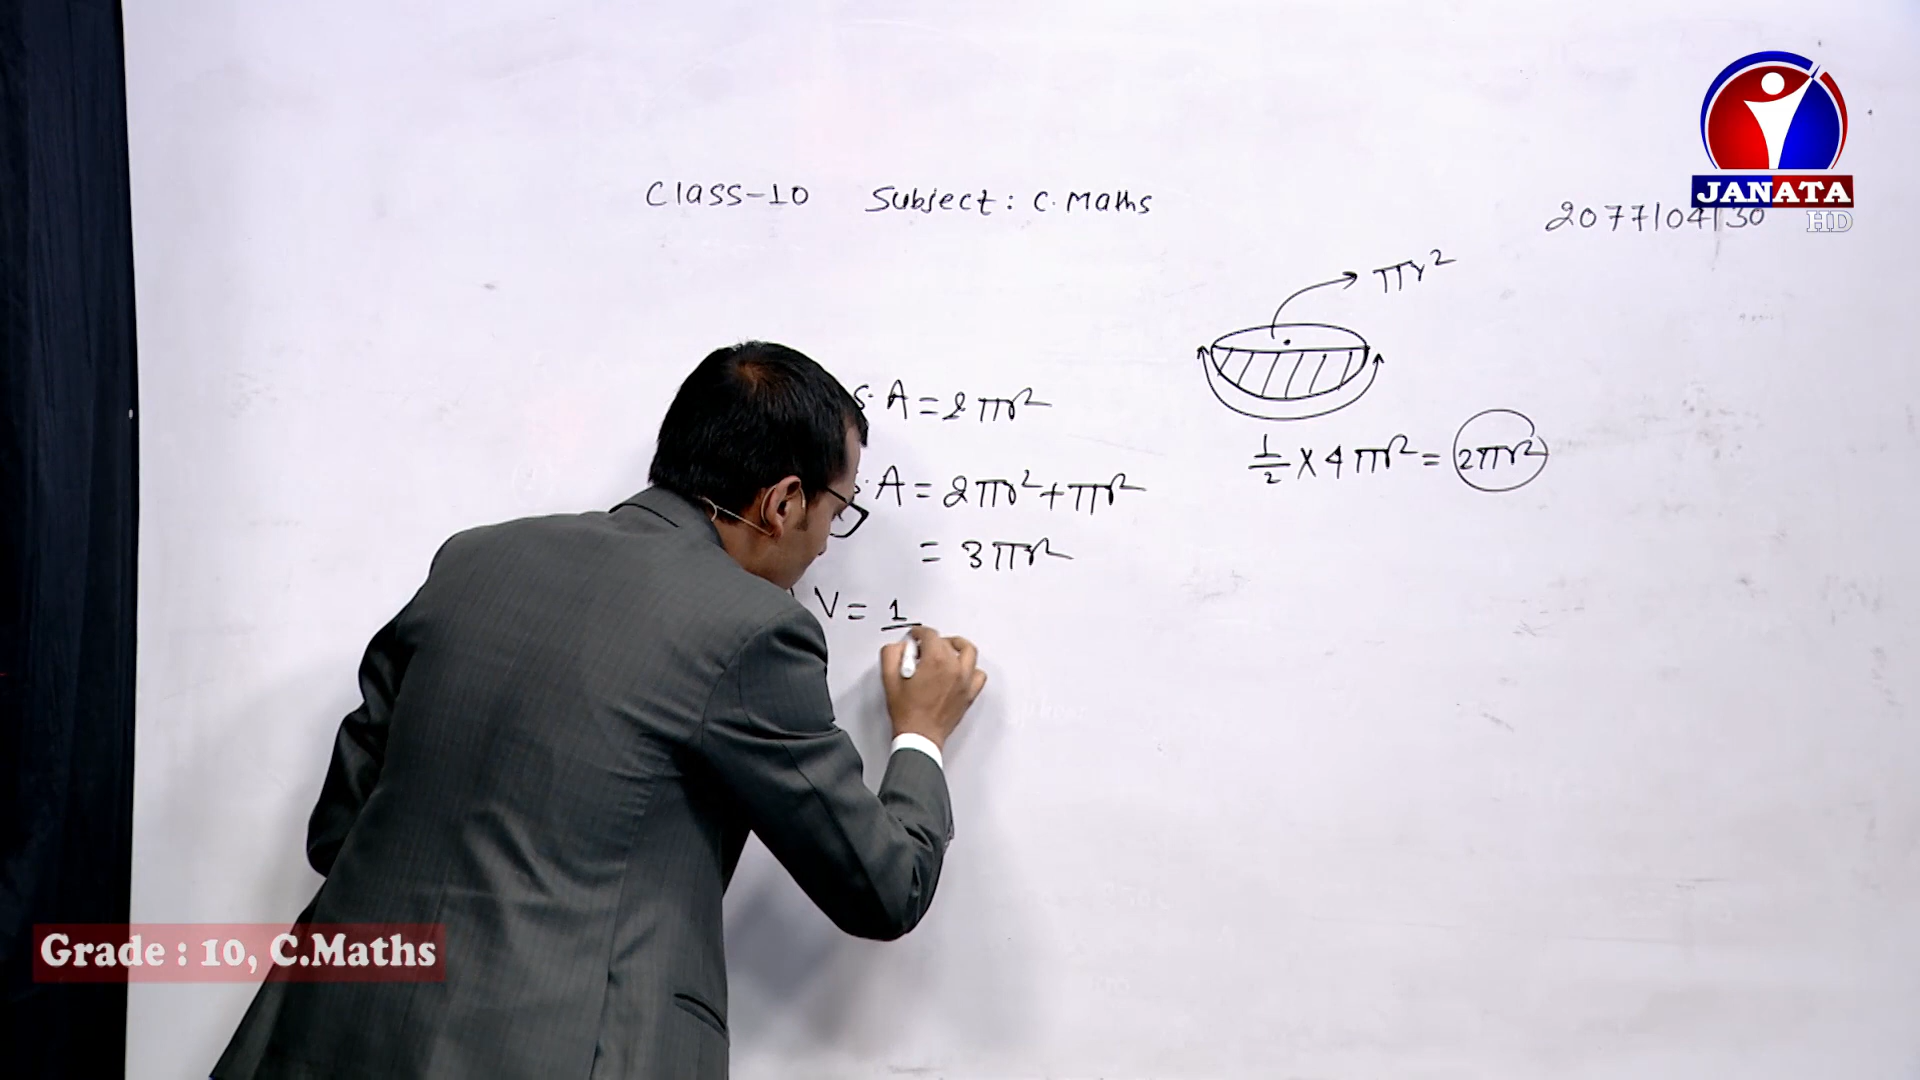 JANATA
HD
Class-10 Subject: C. Maths
2077/04/30
πr²
S. A = 2πr²
1/2 × 4πr² = 2πr²
S. A = 2πr² + πr²
= 3πr²
V = 1
Grade : 10, C.Maths